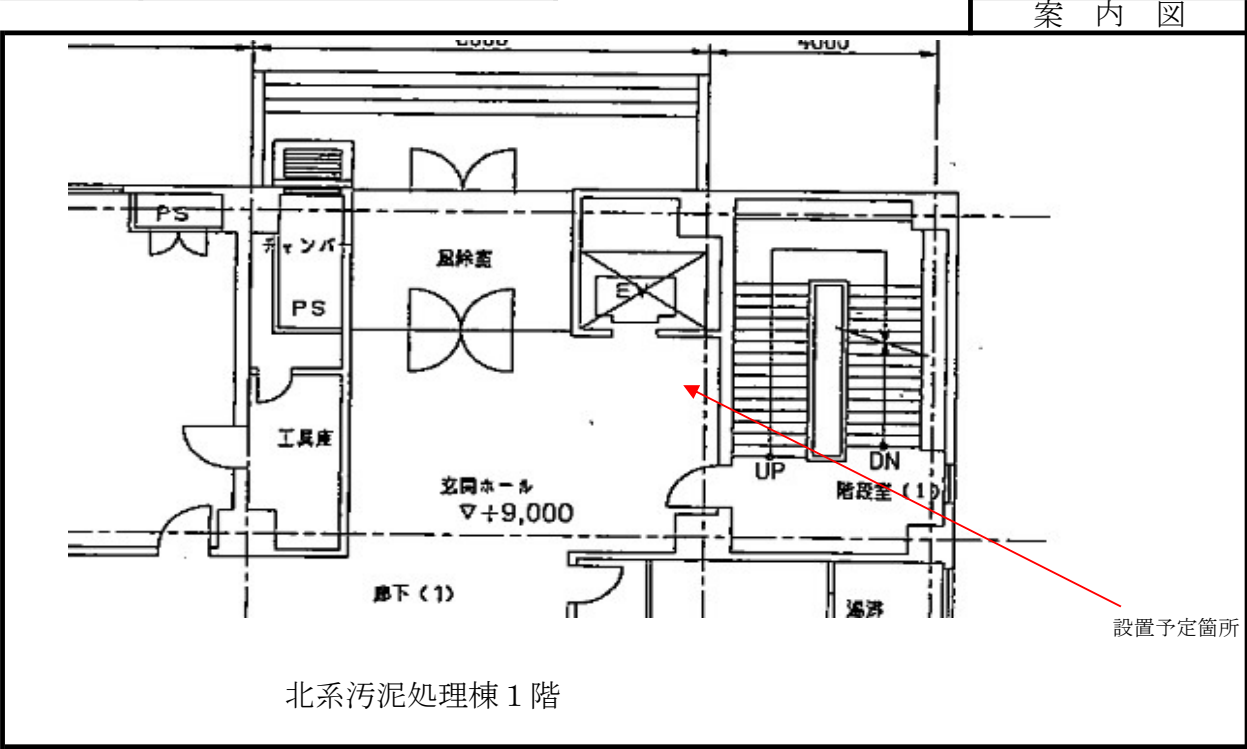 案 内 図
4000
PS
チャンバー
風除室
EV
PS
工具庫
UP
DN
玄関ホール
階段室(1)
▽+9,000
廊下(1)
湯沸
設置予定箇所
北系汚泥処理棟1階